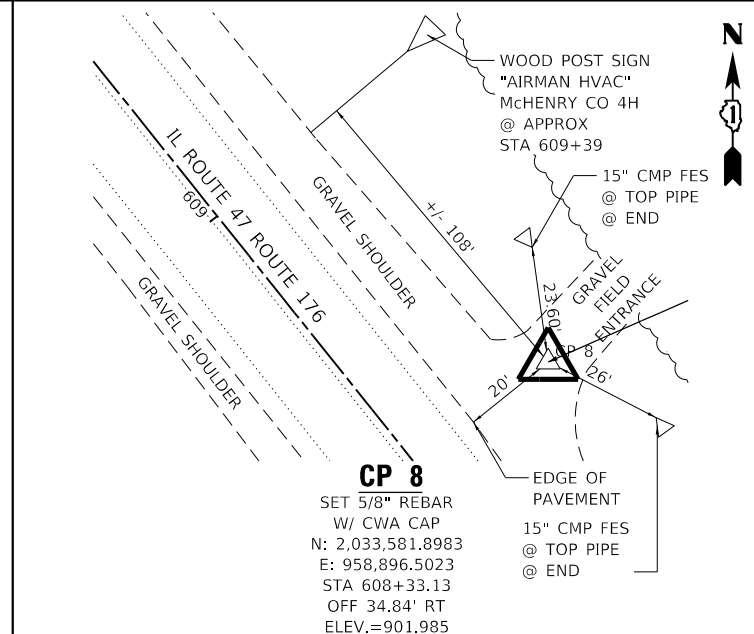 N
1
WOOD POST SIGN
"AIRMAN HVAC"
McHENRY CO 4H
@ APPROX
STA 609+39
15" CMP FES
@ TOP PIPE
@ END
IL ROUTE 47 ROUTE 176
609
GRAVEL SHOULDER
+/- 108'
GRAVEL
FIELD
ENTRANCE
23.60'
GRAVEL SHOULDER
CP 8
20'
26'
EDGE OF
PAVEMENT
15" CMP FES
@ TOP PIPE
@ END
CP 8
SET 5/8" REBAR
W/ CWA CAP
N: 2,033,581.8983
E: 958,896.5023
STA 608+33.13
OFF 34.84' RT
ELEV.=901.985